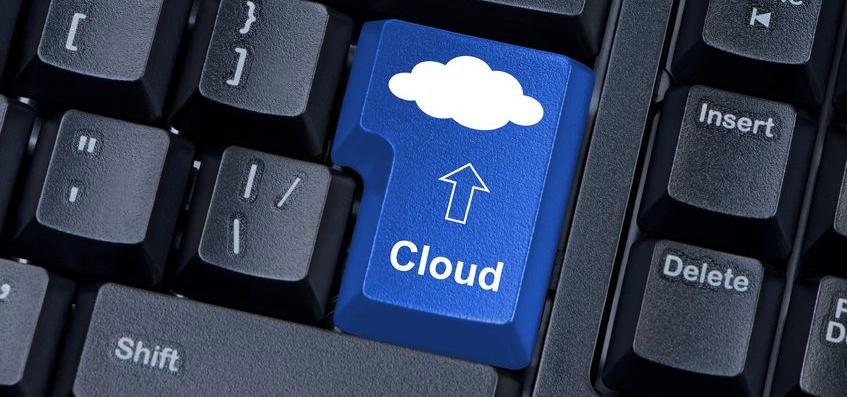 [
}
]
"
'
| /
\
Cloud
Insert
Delete
Shift